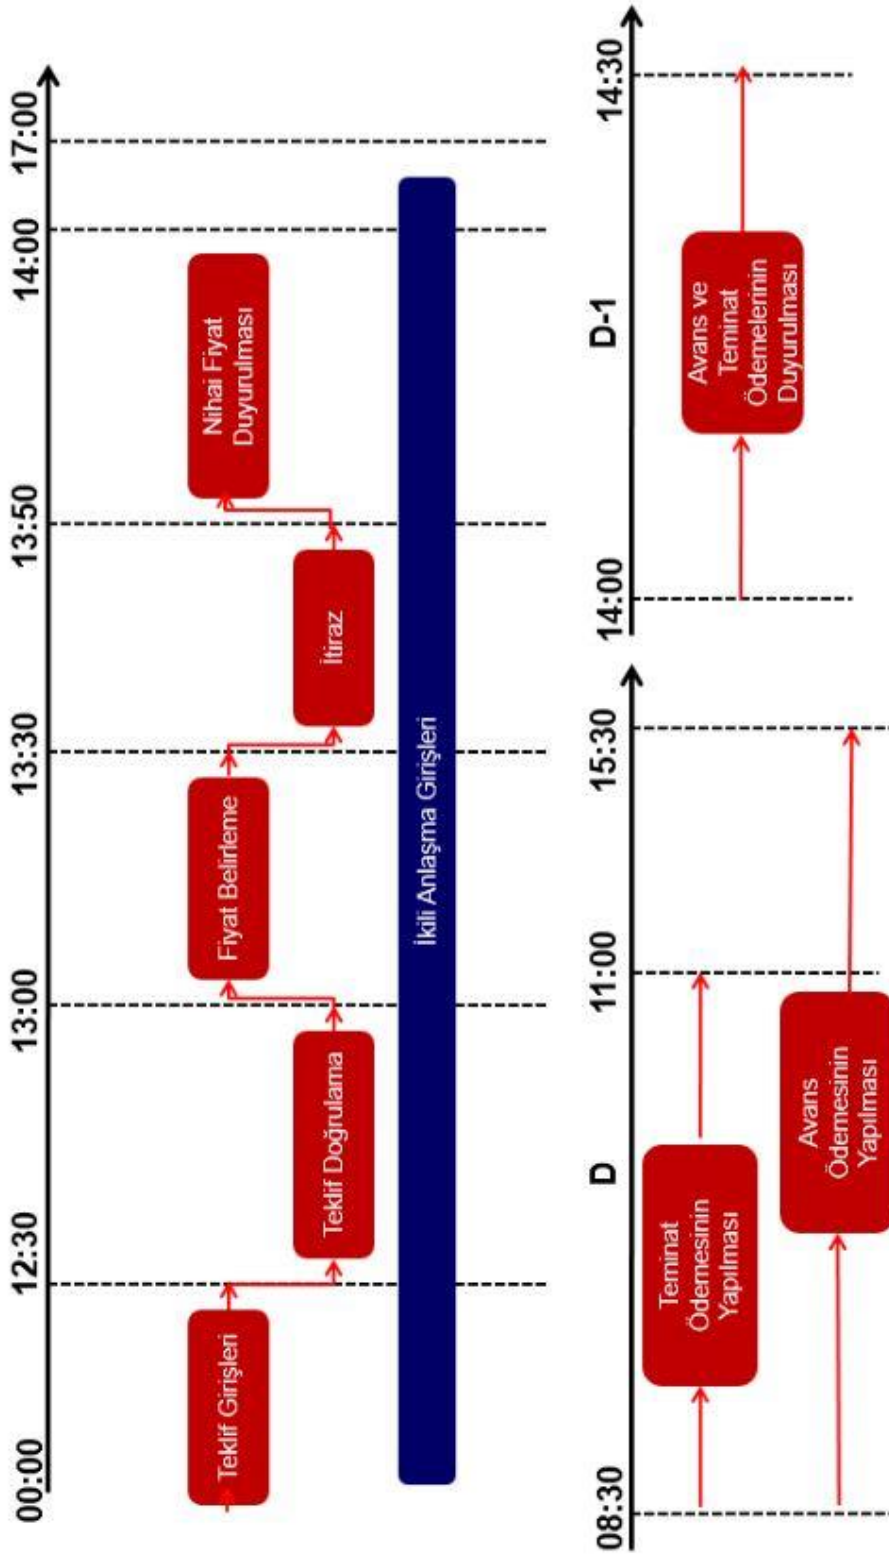 00:00
12:30
13:00
13:30
13:50
14:00
17:00
Teklif Girişleri
Teklif Doğrulama
Fiyat Belirleme
İtiraz
Nihai Fiyat
Duyurulması
İkili Anlaşma Girişleri
D
08:30
11:00
15:30
Teminat
Ödemesinin
Yapılması
Avans
Ödemesinin
Yapılması
D-1
14:00
14:30
Avans ve
Teminat
Ödemelerinin
Duyurulması